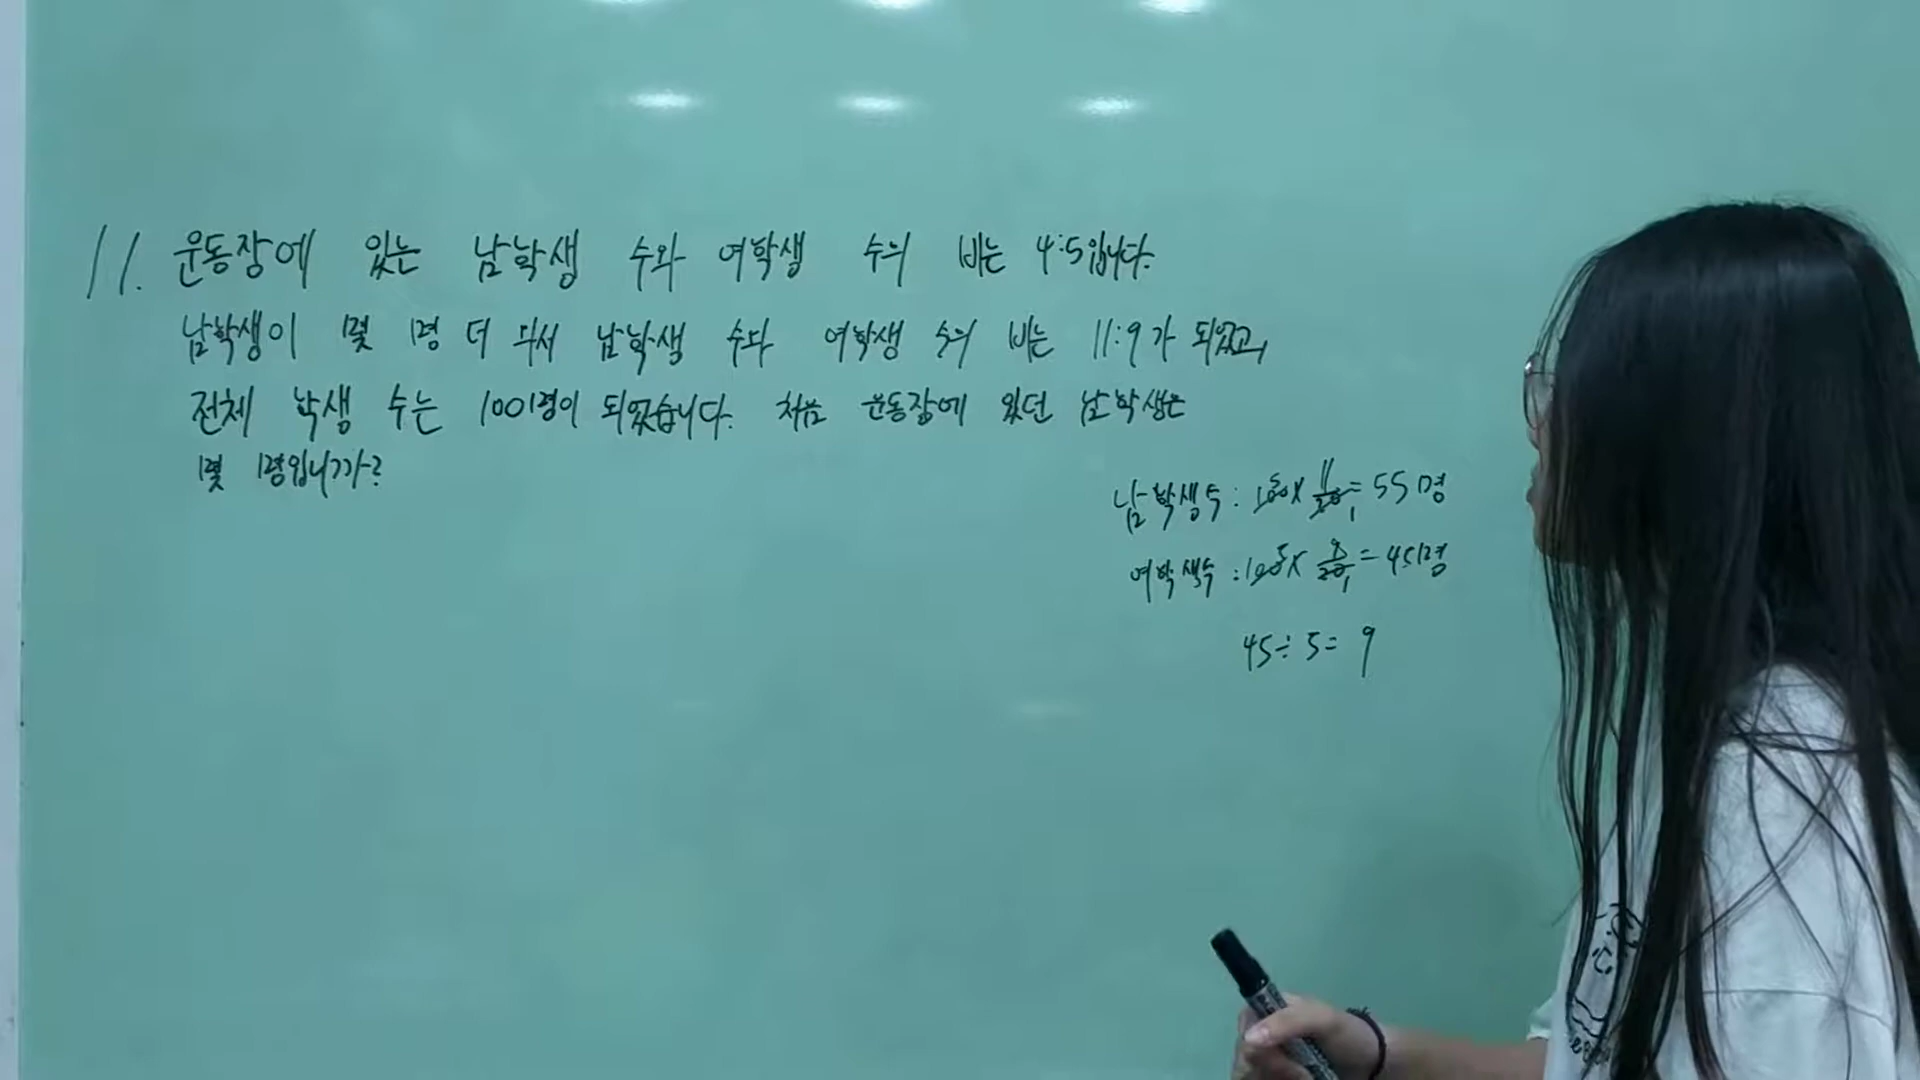 11. 운동장에 있는 남학생 수와 여학생 수의 비는 4:5입니다.
남학생이 몇 명 더 와서 남학생 수와 여학생 수의 비는 11:9가 되었고,
전체 학생 수는 100명이 되었습니다. 처음 운동장에 있던 남학생은
몇 명입니까?
남학생수 : 100 5 × 11/20 1 = 55명
여학생수 : 100 5 × 9/20 1 = 45명
45 ÷ 5 = 9